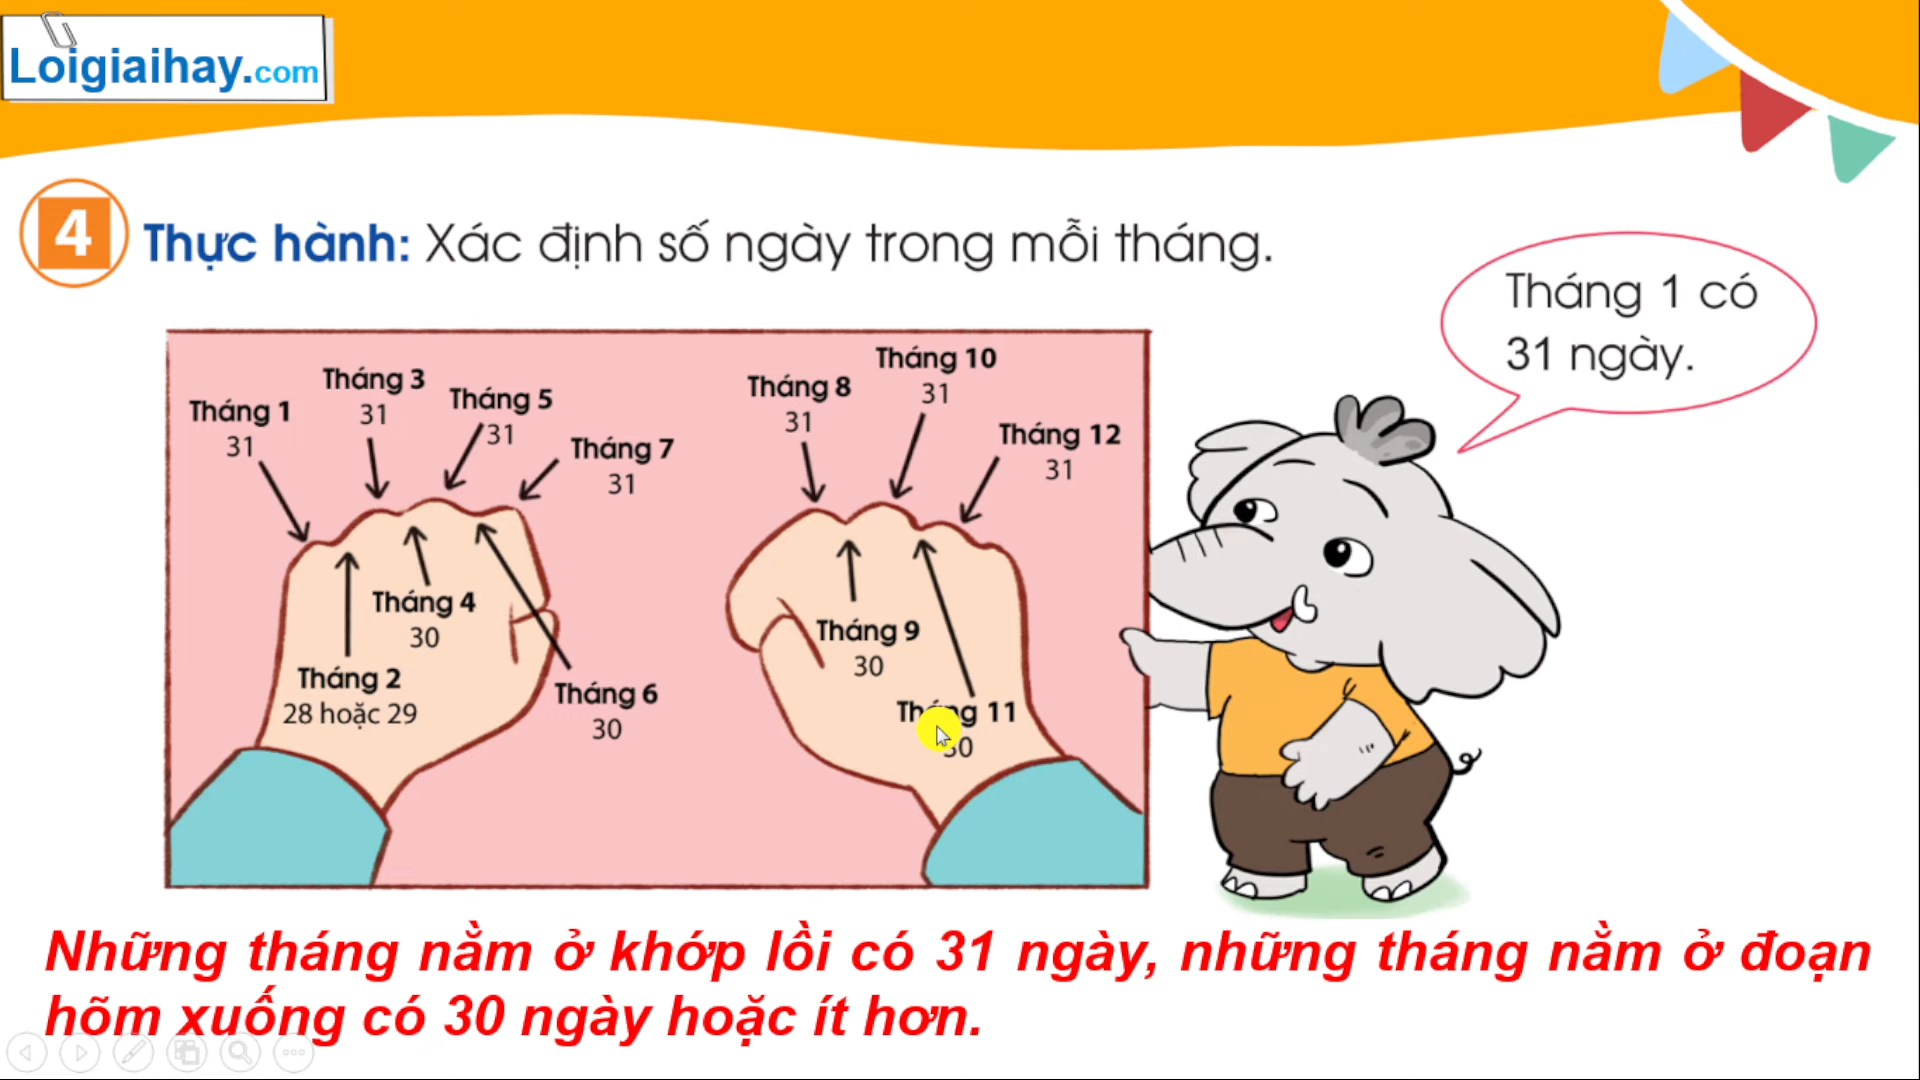 Loigiaihay.com
4
Thực hành: Xác định số ngày trong mỗi tháng.
Tháng 1 có
31 ngày.
Tháng 1
31
Tháng 3
31
Tháng 5
31
Tháng 7
31
Tháng 2
28 hoặc 29
Tháng 4
30
Tháng 6
30
Tháng 8
31
Tháng 10
31
Tháng 12
31
Tháng 9
30
Tháng 11
30
Những tháng nằm ở khớp lồi có 31 ngày, những tháng nằm ở đoạn
hõm xuống có 30 ngày hoặc ít hơn.